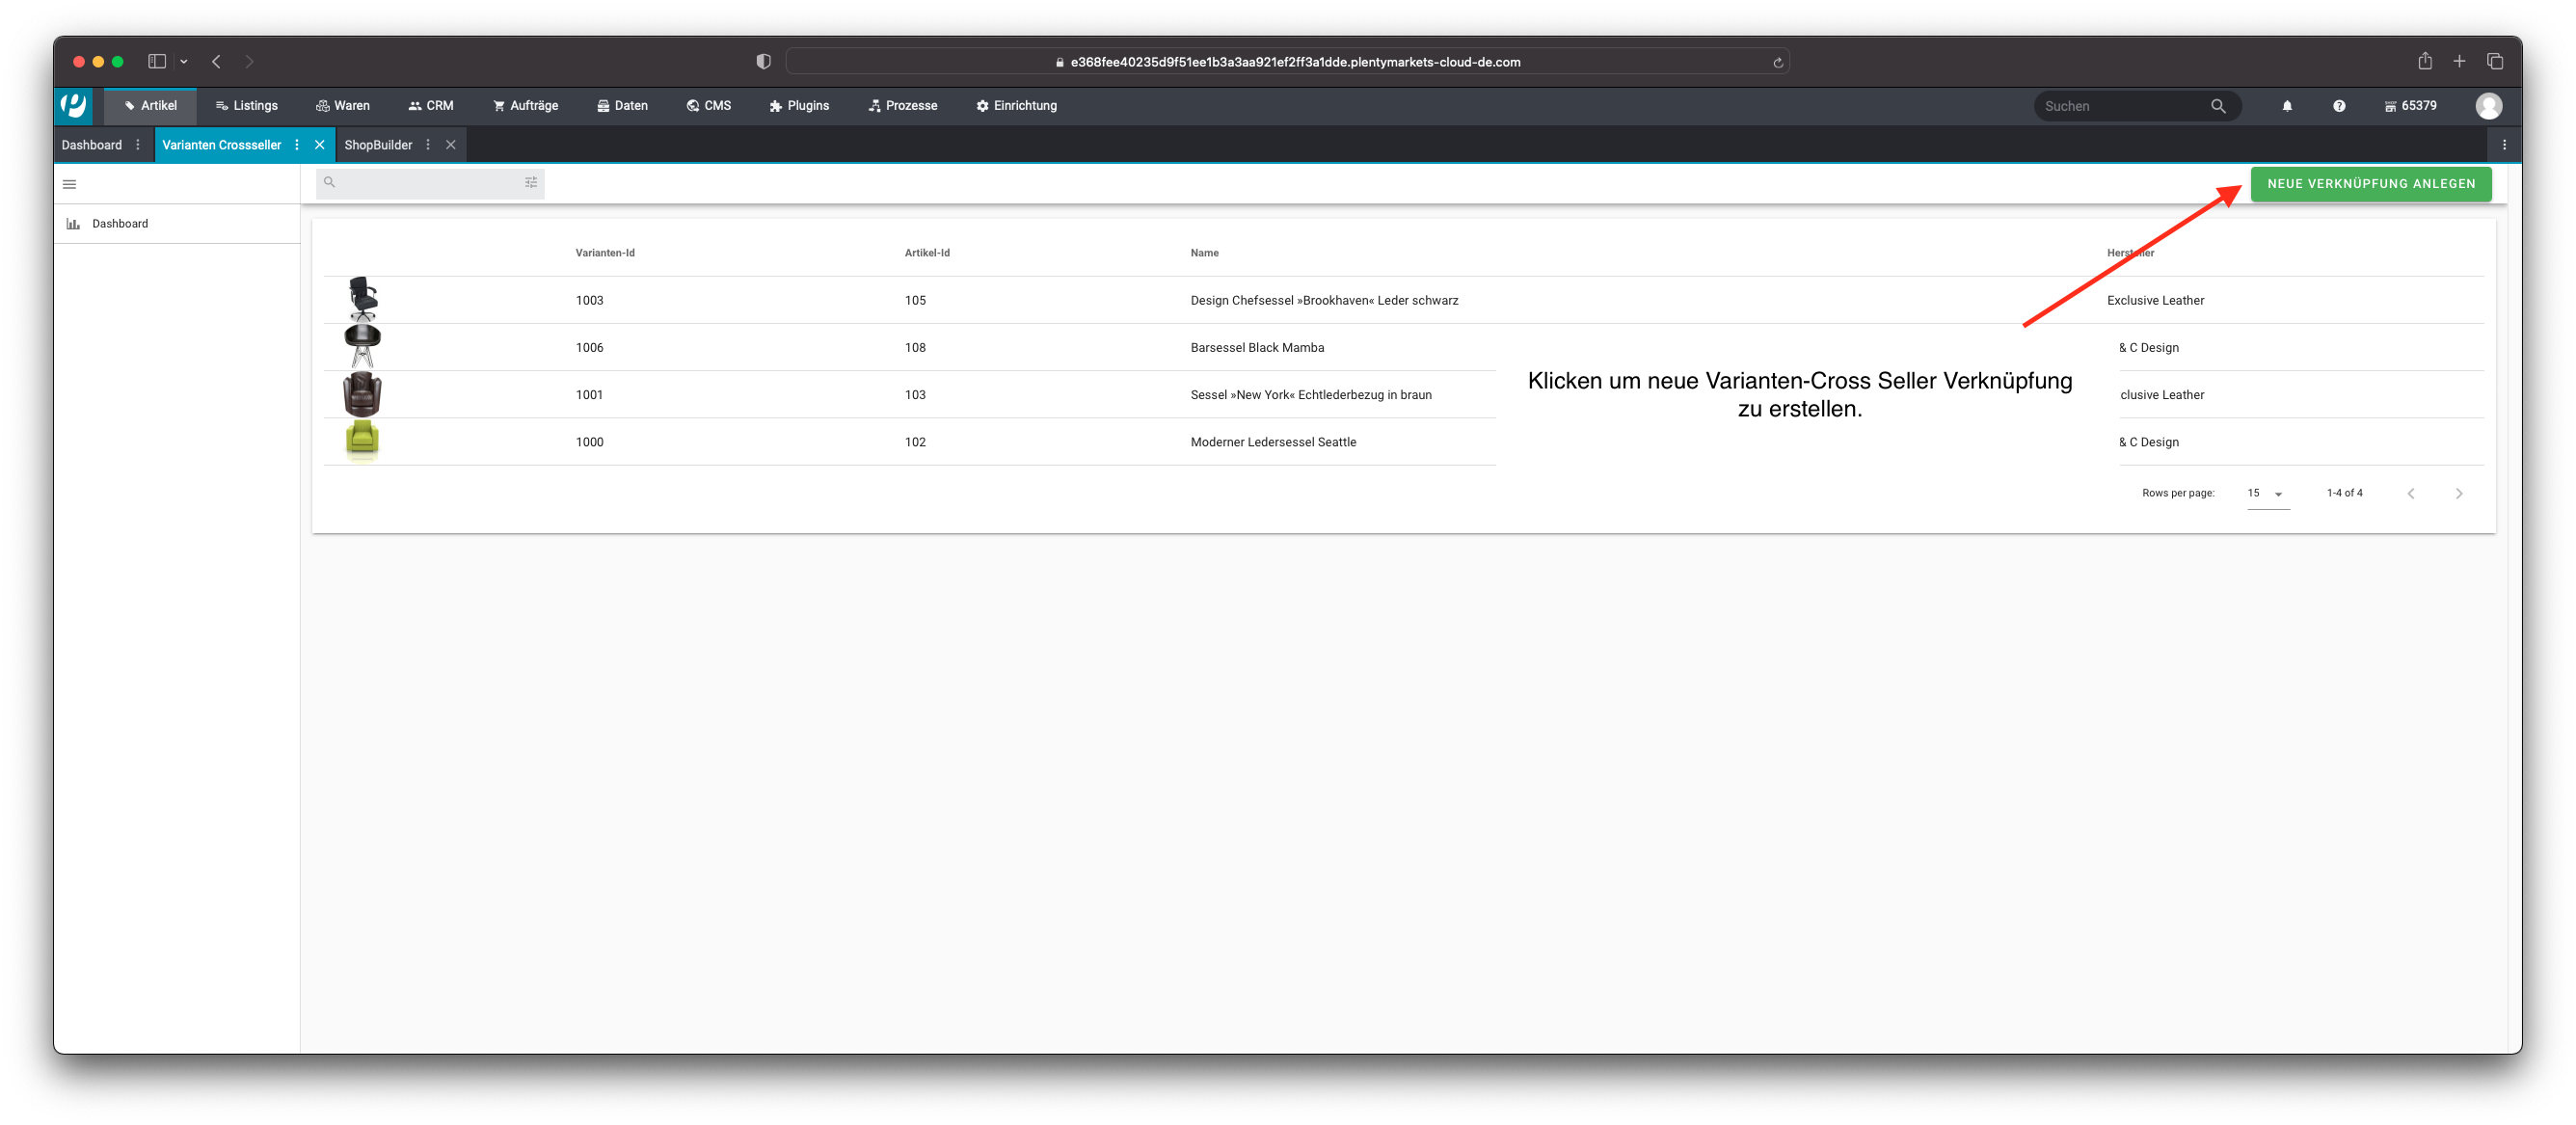 e368fee40235d9f51ee1b3a3aa921ef2ff3a1dde.plentymarkets-cloud-de.com
Artikel Listings Waren CRM Aufträge Daten CMS Plugins Prozesse Einrichtung Suchen 65379
Dashboard Varianten Crossseller ShopBuilder
NEUE VERKNÜPFUNG ANLEGEN
Dashboard
Varianten-Id Artikel-Id Name Hersteller
1003 105 Design Chefsessel »Brookhaven« Leder schwarz Exclusive Leather
1006 108 Barsessel Black Mamba & C Design
Klicken um neue Varianten-Cross Seller Verknüpfung
zu erstellen.
1001 103 Sessel »New York« Echtlederbezug in braun clusive Leather
1000 102 Moderner Ledersessel Seattle & C Design
Rows per page: 15 1-4 of 4